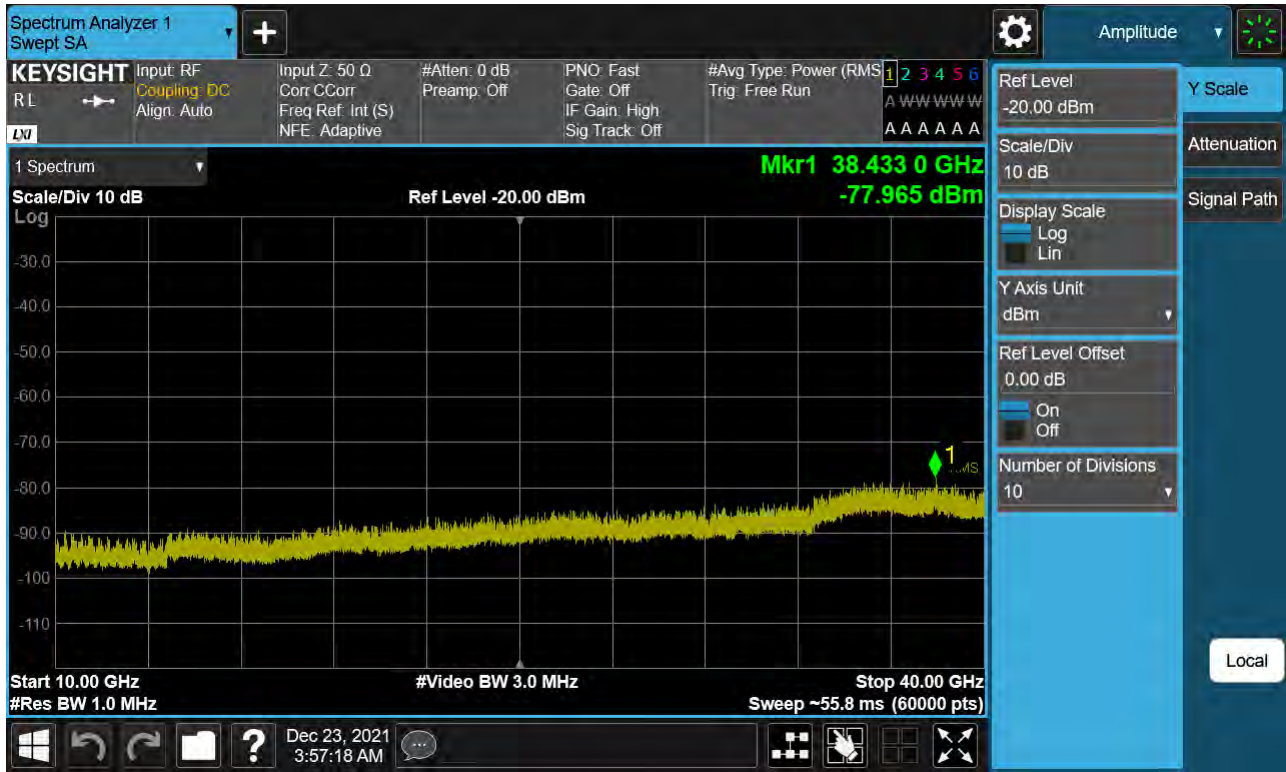 Spectrum Analyzer 1
Swept SA
+
Amplitude
KEYSIGHT
RL
LXI
Input: RF
Coupling: DC
Align: Auto
Input Z: 50 Ω
Corr CCorr
Freq Ref: Int (S)
NFE: Adaptive
#Atten: 0 dB
Preamp: Off
PNO: Fast
Gate: Off
IF Gain: High
Sig Track: Off
#Avg Type: Power (RMS
Trig: Free Run
1 2 3 4 5 6
A W W W W W
A A A A A A
1 Spectrum
Scale/Div 10 dB
Ref Level -20.00 dBm
Mkr1 38.433 0 GHz
-77.965 dBm
Log
-30.0
-40.0
-50.0
-60.0
-70.0
-80.0
-90.0
-100
-110
1
Start 10.00 GHz
#Video BW 3.0 MHz
Stop 40.00 GHz
#Res BW 1.0 MHz
Sweep ~55.8 ms (60000 pts)
Ref Level
-20.00 dBm
Scale/Div
10 dB
Display Scale
Log
Lin
Y Axis Unit
dBm
Ref Level Offset
0.00 dB
On
Off
Number of Divisions
10
Y Scale
Attenuation
Signal Path
Local
?
Dec 23, 2021
3:57:18 AM